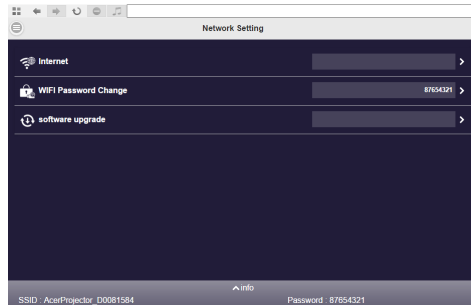 Network Setting
Internet
WIFI Password Change 87654321
software upgrade
info
SSID : AcerProjector_D0081584 Password : 87654321